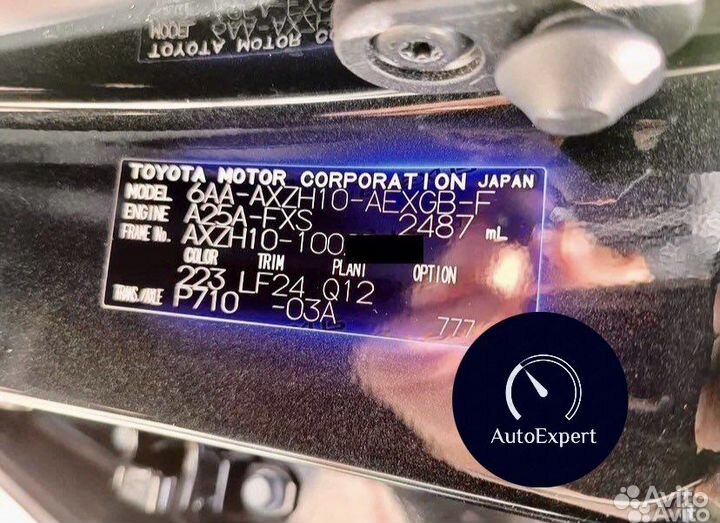 TOYOTA MOTOR CORPORATION JAPAN
MODEL 6AA-AXZH10-AEXGB-F
ENGINE A25A-FXS 2487 mL
FRAME No. AXZH10-100
COLOR TRIM PLANT OPTION
223 LF24 Q12
TRANS./AXLE P710 -03A
777
AutoExpert
Avito
Avito